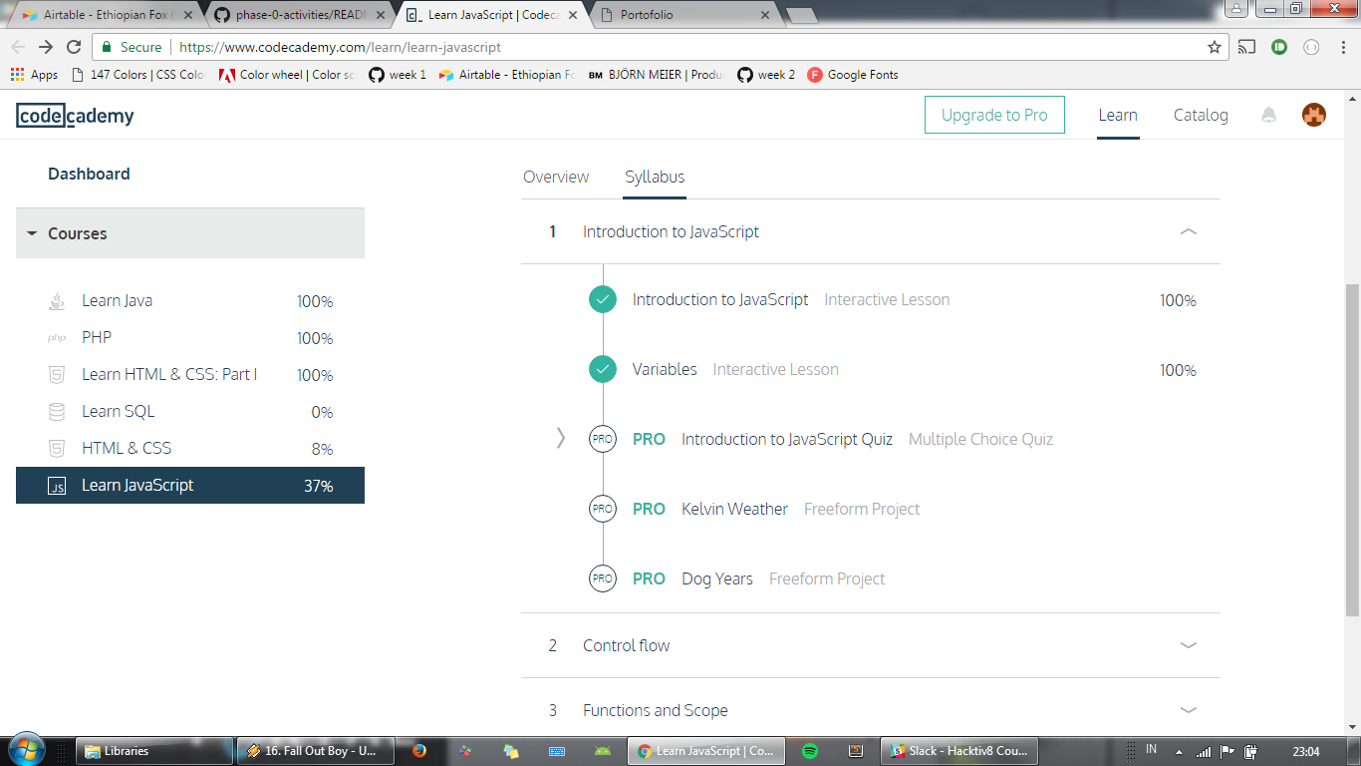 Airtable - Ethiopian Fox (
phase-0-activities/READM
Learn JavaScript | Codeca
Portofolio
Secure
https://www.codecademy.com/learn/learn-javascript
Apps
147 Colors | CSS Colo
Color wheel | Color sc
week 1
Airtable - Ethiopian Fo
BM BJÖRN MEIER | Produ
week 2
Google Fonts
codecademy
Upgrade to Pro
Learn
Catalog
Dashboard
Courses
Learn Java 100%
php PHP 100%
Learn HTML & CSS: Part I 100%
Learn SQL 0%
HTML & CSS 8%
JS Learn JavaScript 37%
Overview
Syllabus
1 Introduction to JavaScript
Introduction to JavaScript Interactive Lesson 100%
Variables Interactive Lesson 100%
PRO PRO Introduction to JavaScript Quiz Multiple Choice Quiz
PRO PRO Kelvin Weather Freeform Project
PRO PRO Dog Years Freeform Project
2 Control flow
3 Functions and Scope
Libraries
16. Fall Out Boy - U...
Learn JavaScript | Co...
Slack - Hacktiv8 Cou...
IN
23:04